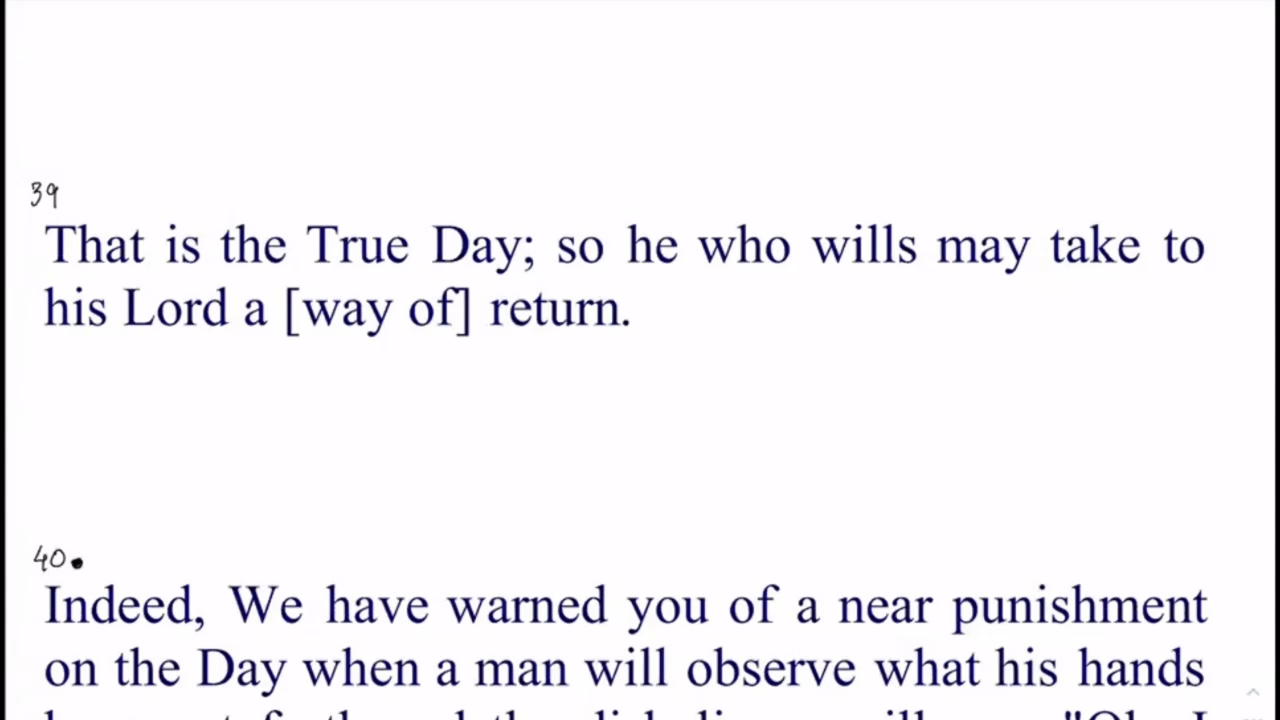 39
That is the True Day; so he who wills may take to
his Lord a [way of] return.
40.
Indeed, We have warned you of a near punishment
on the Day when a man will observe what his hands